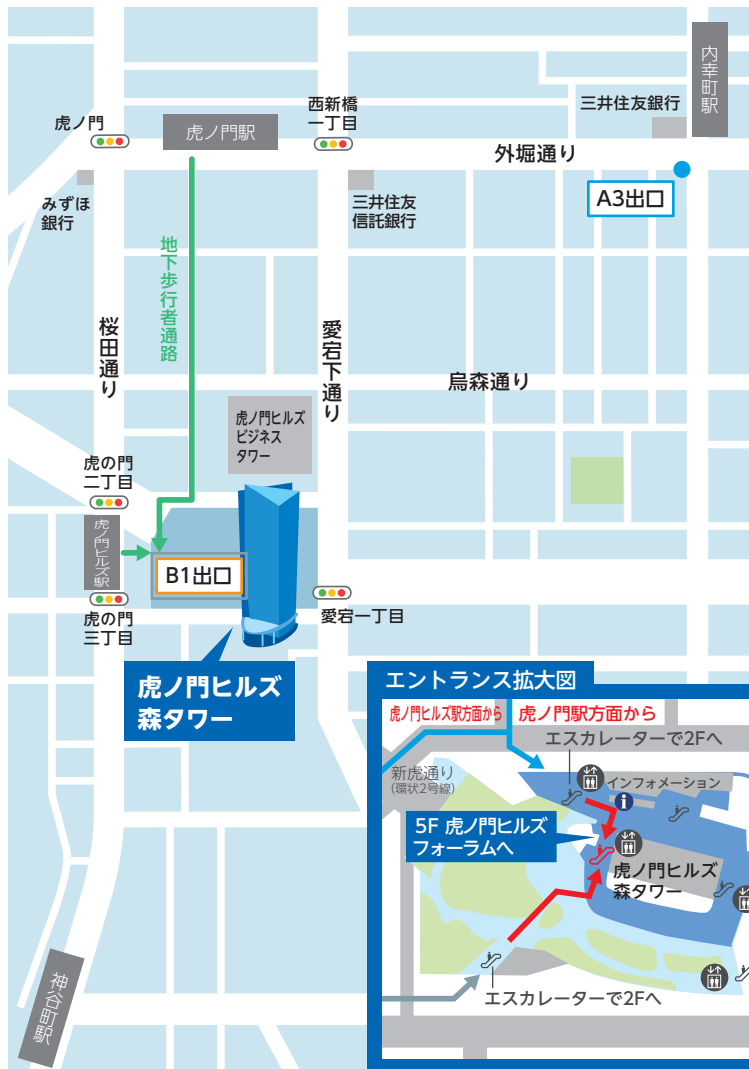 内幸町駅
三井住友銀行
西新橋
一丁目
虎ノ門
虎ノ門駅
外堀通り
A3出口
みずほ
銀行
三井住友
信託銀行
地下歩行者通路
桜田通り
愛宕下通り
烏森通り
虎ノ門ヒルズ
ビジネス
タワー
虎の門
二丁目
虎ノ門ヒルズ駅
B1出口
虎の門
三丁目
愛宕一丁目
虎ノ門ヒルズ
森タワー
エントランス拡大図
虎ノ門ヒルズ駅方面から
虎ノ門駅方面から
エスカレーターで2Fへ
新虎通り
(環状2号線)
インフォメーション
i
5F 虎ノ門ヒルズ
フォーラムへ
虎ノ門ヒルズ
森タワー
エスカレーターで2Fへ
神谷町駅